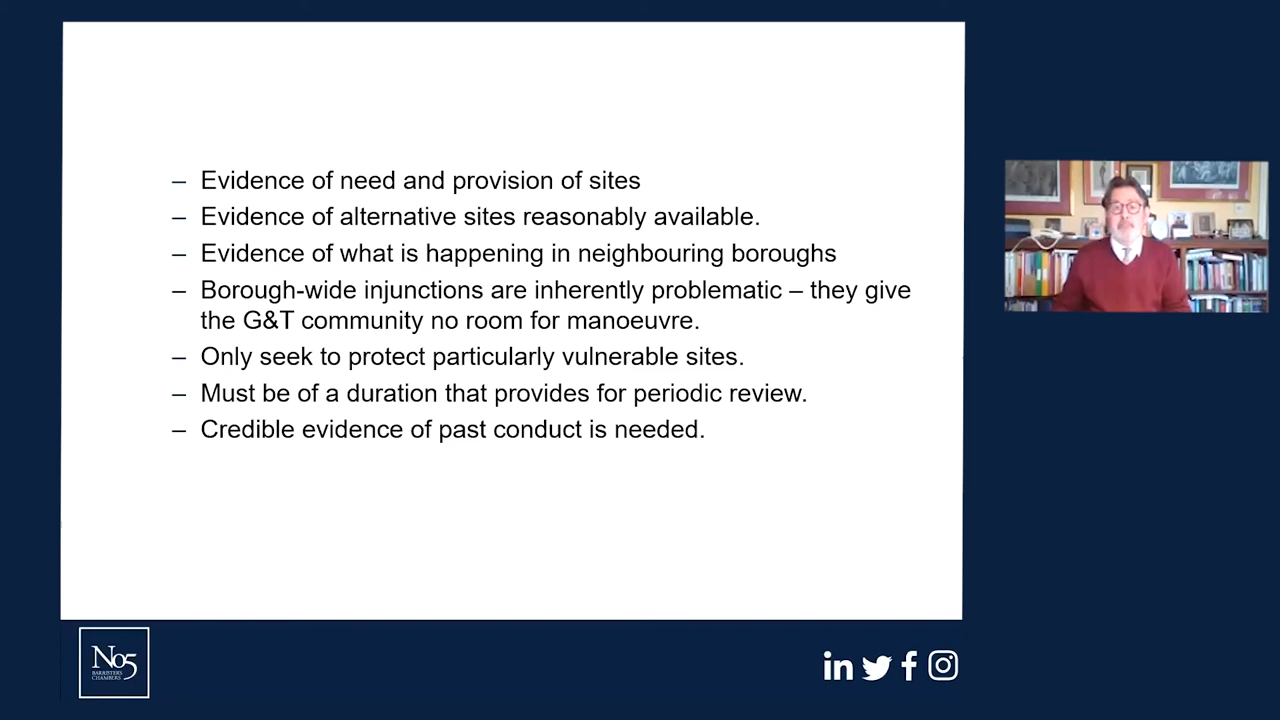 – Evidence of need and provision of sites
– Evidence of alternative sites reasonably available.
– Evidence of what is happening in neighbouring boroughs
– Borough-wide injunctions are inherently problematic – they give
the G&T community no room for manoeuvre.
– Only seek to protect particularly vulnerable sites.
– Must be of a duration that provides for periodic review.
– Credible evidence of past conduct is needed.
No5
BARRISTERS
CHAMBERS
in